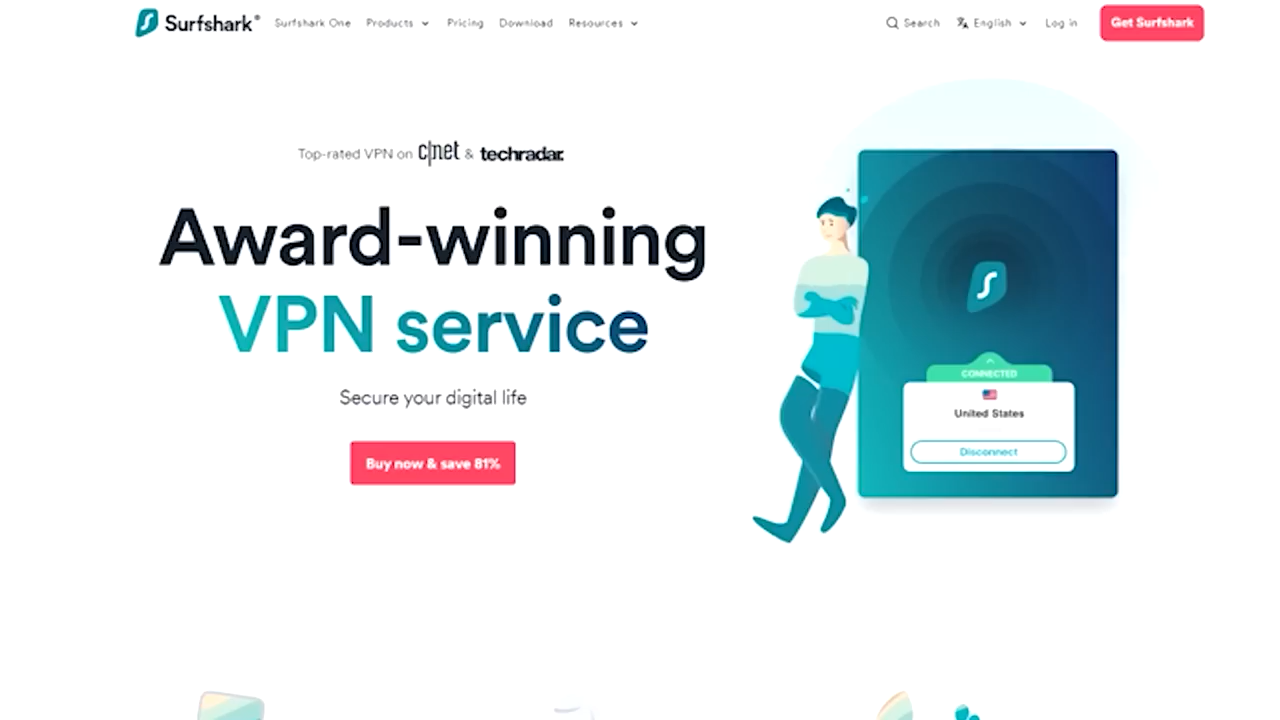 Surfshark® Surfshark One Products Pricing Download Resources Search English Log in Get Surfshark
Top-rated VPN on c|net & techradar.
Award-winning
VPN service
Secure your digital life
Buy now & save 81%
CONNECTED
United States
Disconnect